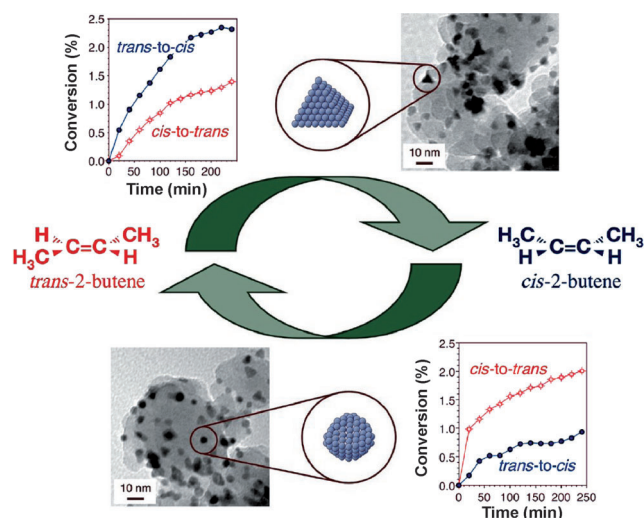 Conversion (%)
2.5
2.0
1.5
1.0
0.5
0.0
trans-to-cis
cis-to-trans
0
100
200
Time (min)
10 nm
H
CH₃
C=C
H₃C
H
trans-2-butene
H₃C
CH₃
C=C
H
H
cis-2-butene
10 nm
Conversion (%)
2.5
2.0
1.5
1.0
0.5
0.0
cis-to-trans
trans-to-cis
0 50 100 150 200 250
Time (min)